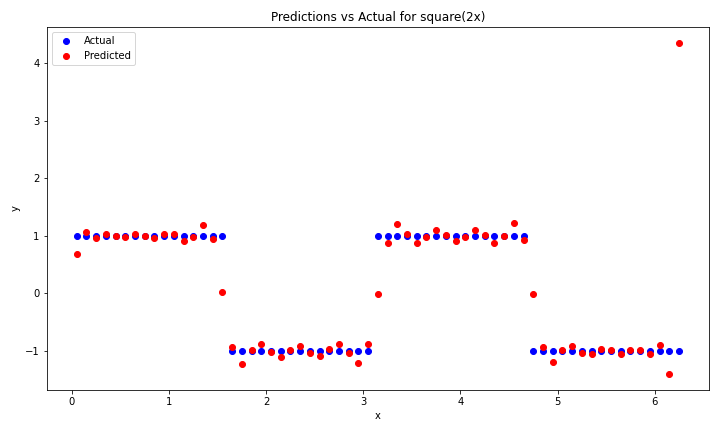 Predictions vs Actual for square(2x)
Actual
Predicted
y
4
3
2
1
0
−1
0 1 2 3 4 5 6
x